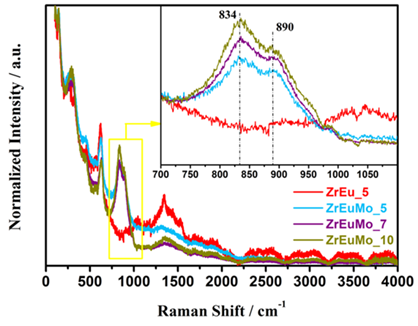 834
890
700 750 800 850 900 950 1000 1050
ZrEu_5
ZrEuMo_5
ZrEuMo_7
ZrEuMo_10
Normalized Intensity / a.u.
0 500 1000 1500 2000 2500 3000 3500 4000
Raman Shift / cm-1